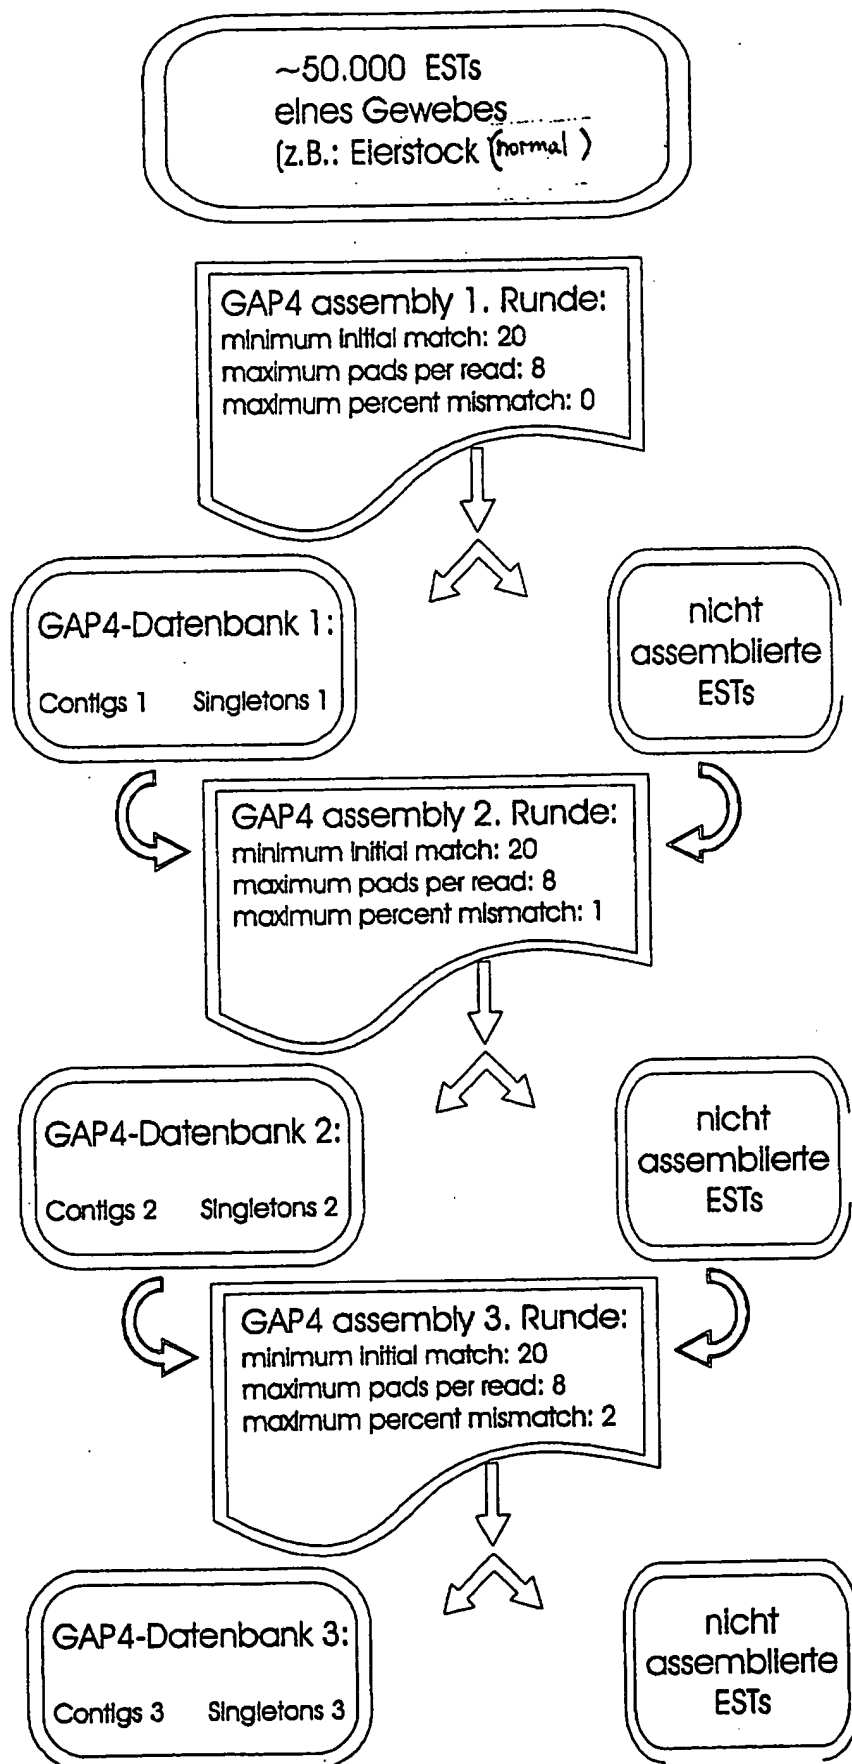 ~50.000 ESTs
eines Gewebes
(z.B.: Eierstock (normal)
GAP4 assembly 1. Runde:
minimum initial match: 20
maximum pads per read: 8
maximum percent mismatch: 0
GAP4-Datenbank 1:
Contigs 1 Singletons 1
nicht
assemblierte
ESTs
GAP4 assembly 2. Runde:
minimum initial match: 20
maximum pads per read: 8
maximum percent mismatch: 1
GAP4-Datenbank 2:
Contigs 2 Singletons 2
nicht
assemblierte
ESTs
GAP4 assembly 3. Runde:
minimum initial match: 20
maximum pads per read: 8
maximum percent mismatch: 2
GAP4-Datenbank 3:
Contigs 3 Singletons 3
nicht
assemblierte
ESTs